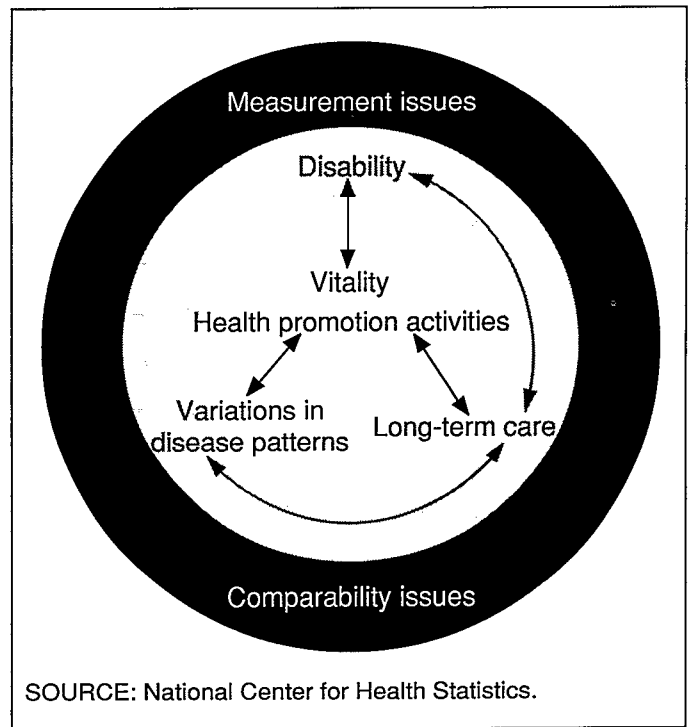 Measurement issues
Disability
Vitality
Health promotion activities
Variations in
disease patterns
Long-term care
Comparability issues
SOURCE: National Center for Health Statistics.